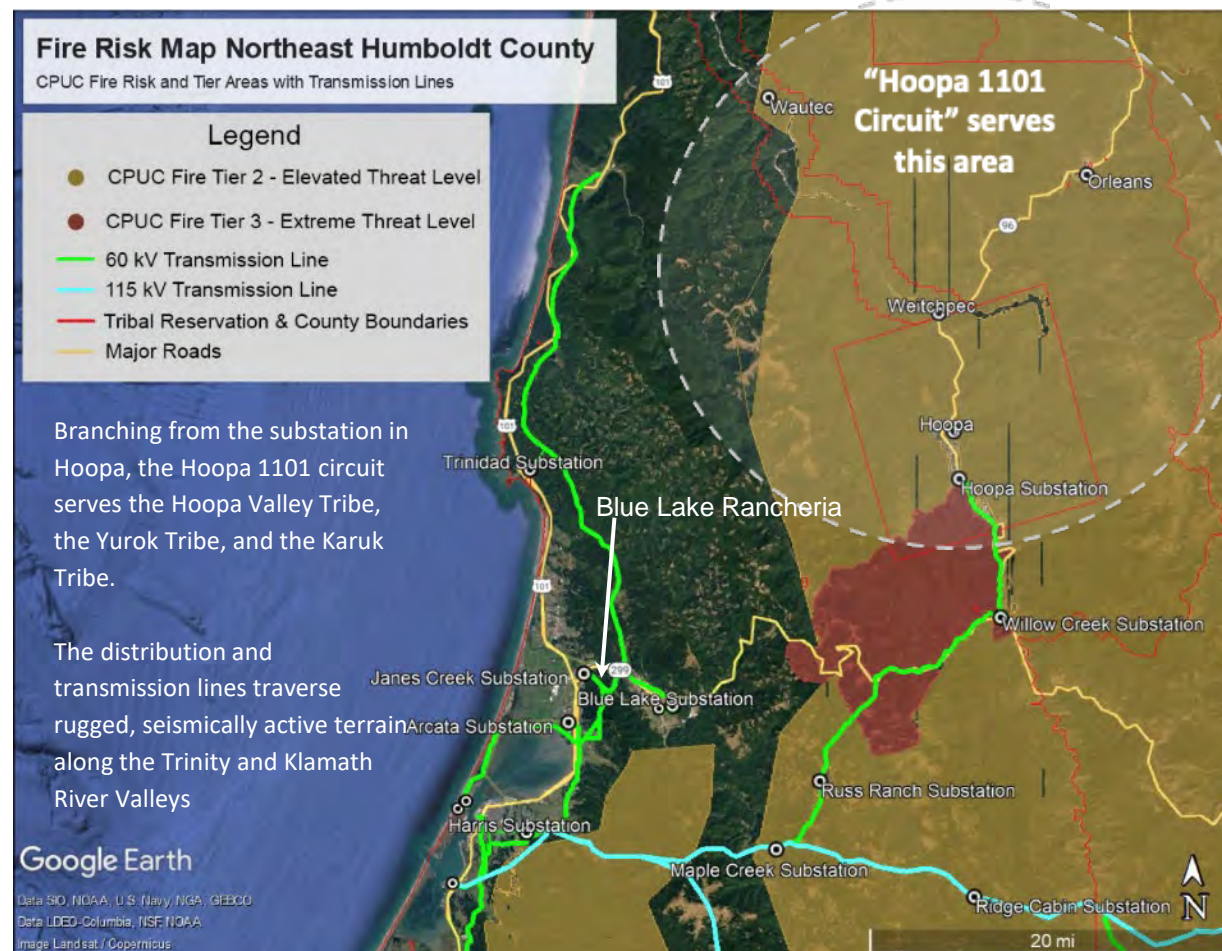 Fire Risk Map Northeast Humboldt County
CPUC Fire Risk and Tier Areas with Transmission Lines
Legend
CPUC Fire Tier 2 - Elevated Threat Level
CPUC Fire Tier 3 - Extreme Threat Level
60 kV Transmission Line
115 kV Transmission Line
Tribal Reservation & County Boundaries
Major Roads
101
Wautec
“Hoopa 1101
Circuit” serves
this area
Orleans
96
Weitchpec
Hoopa
Hoopa Substation
Branching from the substation in
Hoopa, the Hoopa 1101 circuit
serves the Hoopa Valley Tribe,
the Yurok Tribe, and the Karuk
Tribe.
101
Trinidad Substation
Blue Lake Rancheria
101
Willow Creek Substation
The distribution and
transmission lines traverse
rugged, seismically active terrain
along the Trinity and Klamath
River Valleys
299
Janes Creek Substation
Blue Lake Substation
Arcata Substation
Russ Ranch Substation
Harris Substation
Maple Creek Substation
Ridge Cabin Substation
Google Earth
Data SIO, NOAA, U.S. Navy, NGA, GEBCO
Data LDEO-Columbia, NSF, NOAA
Image Landsat / Copernicus
N
20 mi